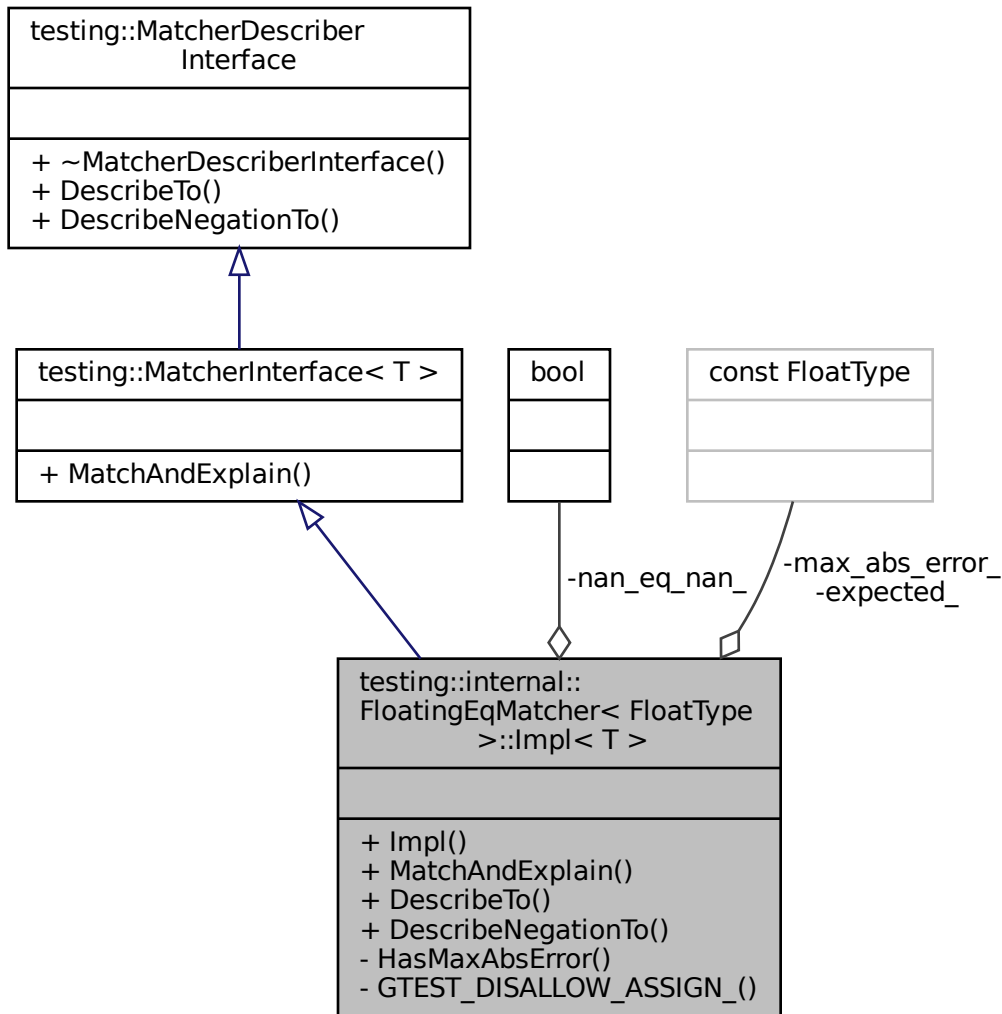 testing::MatcherDescriber
Interface
+ ~MatcherDescriberInterface()
+ DescribeTo()
+ DescribeNegationTo()
testing::MatcherInterface< T >
+ MatchAndExplain()
bool
const FloatType
-nan_eq_nan_
-max_abs_error_
-expected_
testing::internal::
FloatingEqMatcher< FloatType
>::Impl< T >
+ Impl()
+ MatchAndExplain()
+ DescribeTo()
+ DescribeNegationTo()
- HasMaxAbsError()
- GTEST_DISALLOW_ASSIGN_()